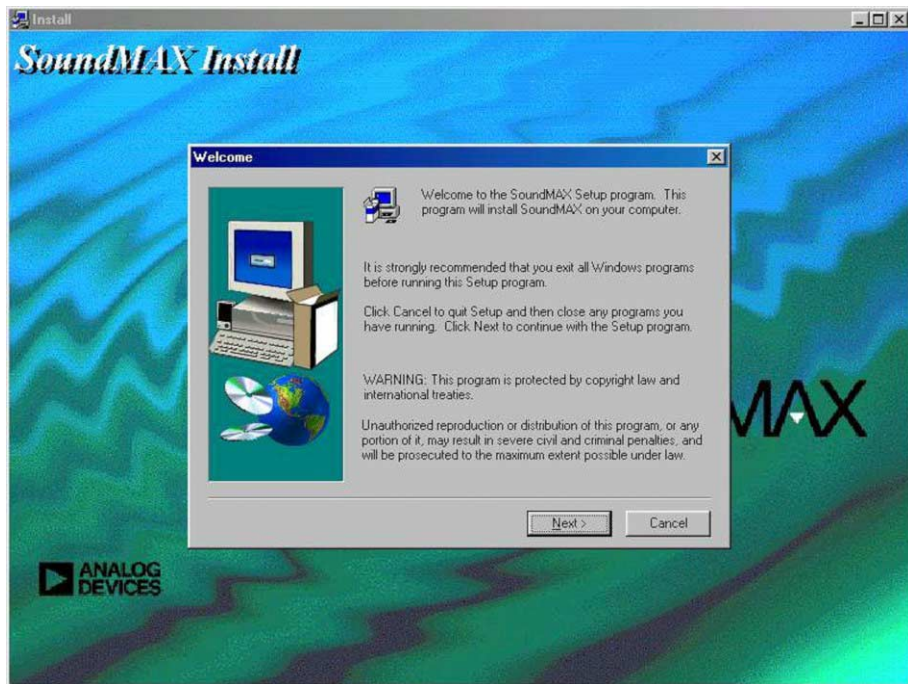 Install
SoundMAX Install
Welcome
Welcome to the SoundMAX Setup program. This
program will install SoundMAX on your computer.
It is strongly recommended that you exit all Windows programs
before running this Setup program.
Click Cancel to quit Setup and then close any programs you
have running. Click Next to continue with the Setup program.
WARNING: This program is protected by copyright law and
international treaties.
Unauthorized reproduction or distribution of this program, or any
portion of it, may result in severe civil and criminal penalties, and
will be prosecuted to the maximum extent possible under law.
MAX
Next >
Cancel
ANALOG
DEVICES